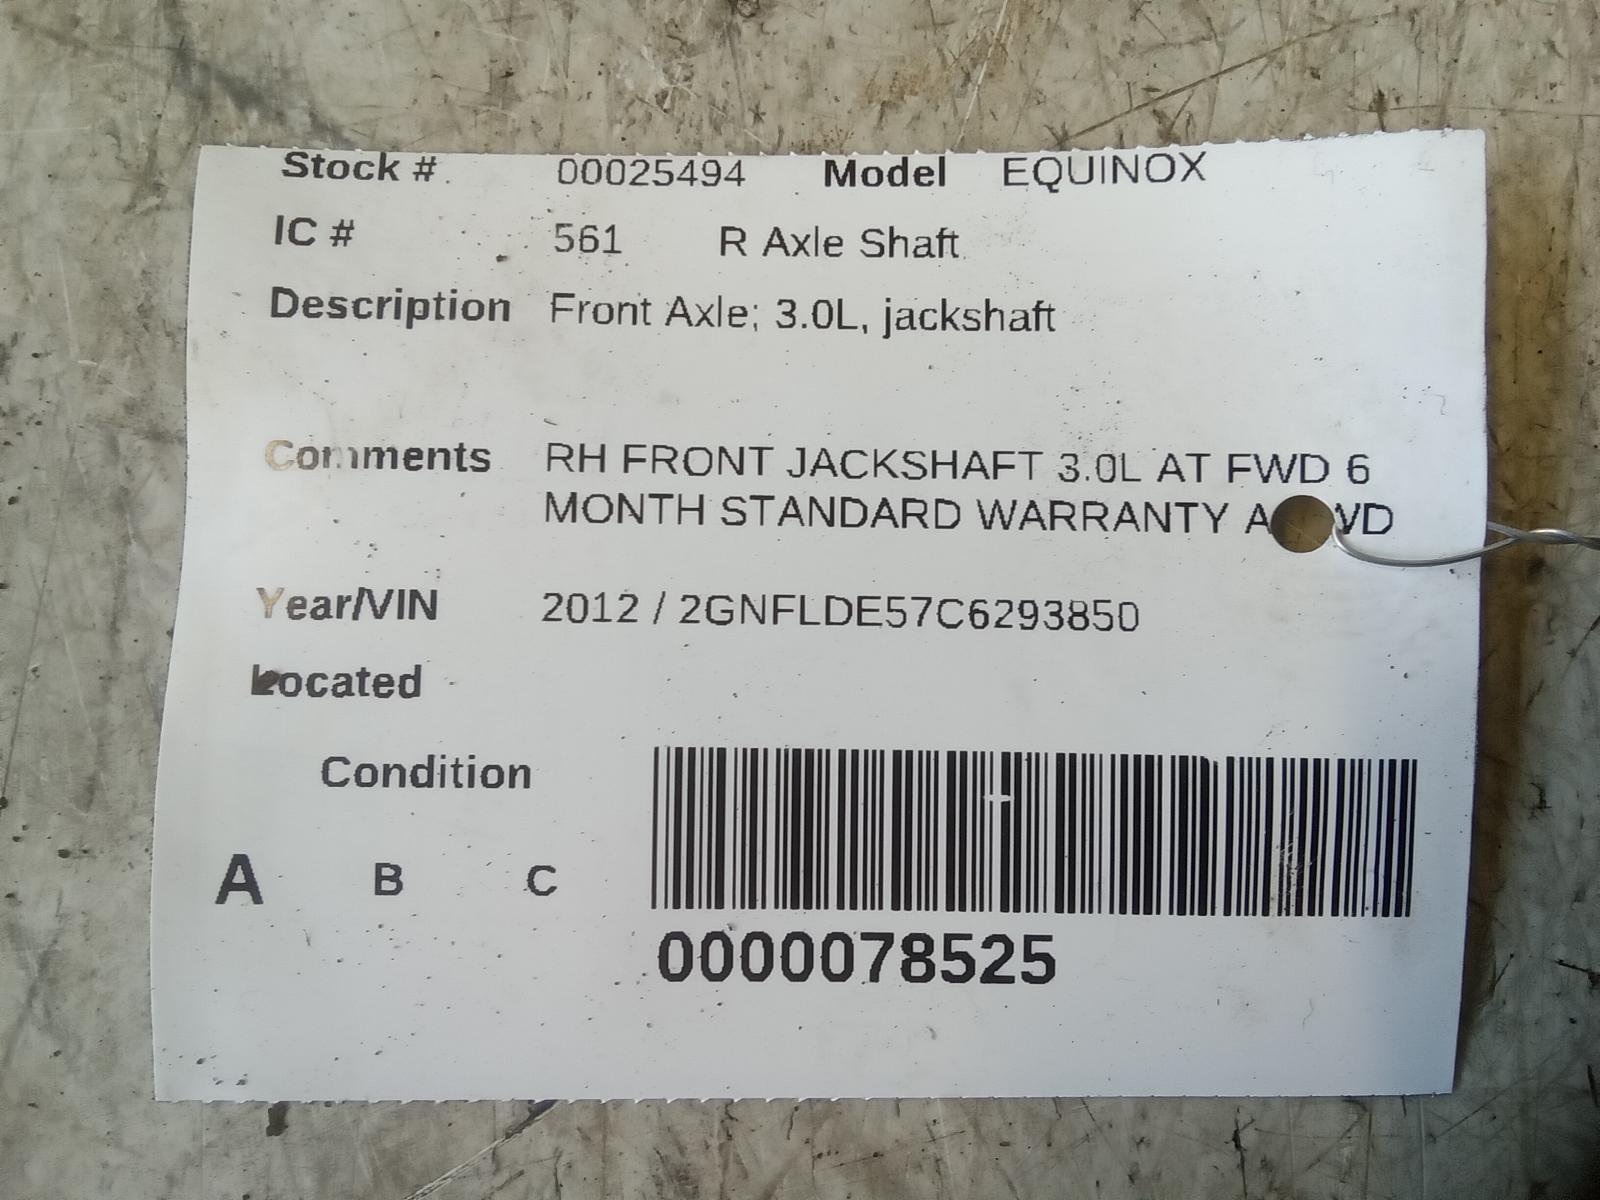 Stock # 00025494 Model EQUINOX
IC # 561 R Axle Shaft
Description Front Axle; 3.0L, jackshaft
Comments RH FRONT JACKSHAFT 3.0L AT FWD 6
MONTH STANDARD WARRANTY
Year/VIN 2012 / 2GNFLDE57C6293850
Located
Condition
A B C
0000078525